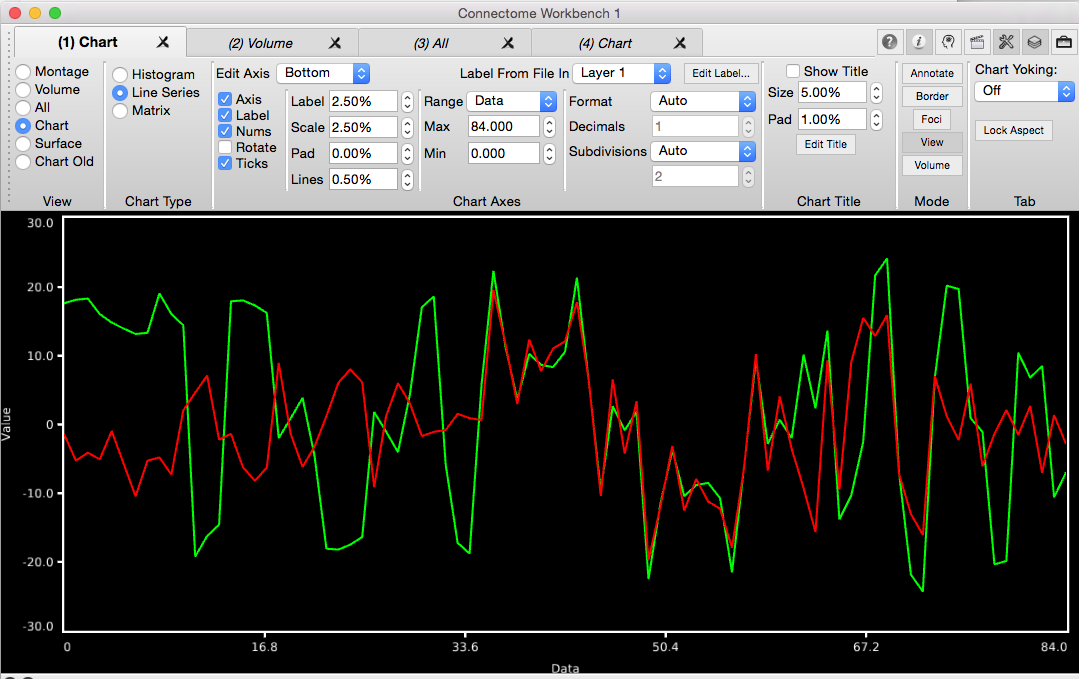 Connectome Workbench 1
(1) Chart
(2) Volume
(3) All
(4) Chart
Montage
Volume
All
Chart
Surface
Chart Old
View
Histogram
Line Series
Matrix
Chart Type
Edit Axis Bottom
Label From File In Layer 1 Edit Label...
Axis
Label
Nums
Rotate
Ticks
Label 2.50%
Scale 2.50%
Pad 0.00%
Lines 0.50%
Range Data
Max 84.000
Min 0.000
Format Auto
Decimals 1
Subdivisions Auto
2
Chart Axes
Show Title
Size 5.00%
Pad 1.00%
Edit Title
Chart Title
Annotate
Border
Foci
View
Volume
Mode
Chart Yoking:
Off
Lock Aspect
Tab
30.0
20.0
10.0
0
-10.0
-20.0
-30.0
Value
0 16.8 33.6 50.4 67.2 84.0
Data